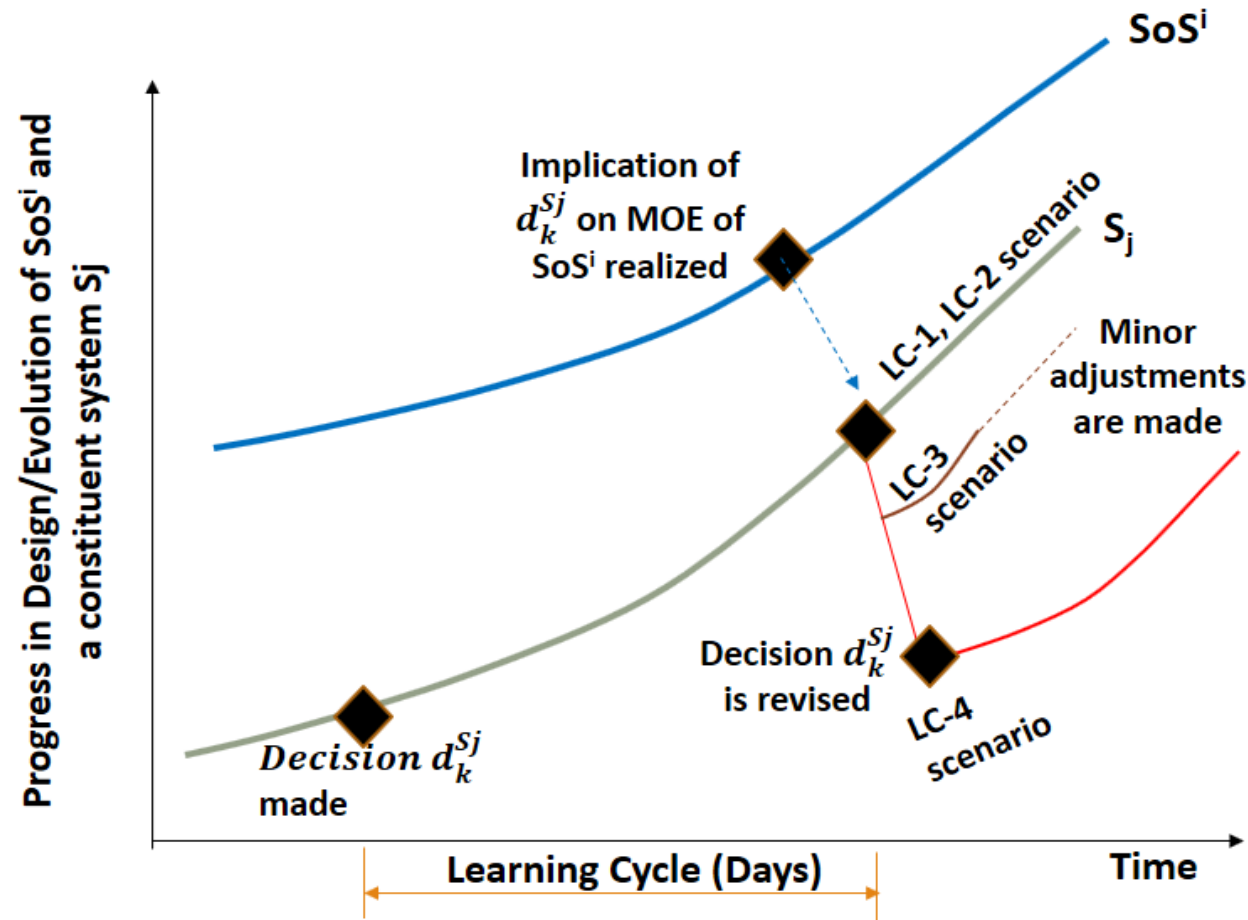 SoSⁱ
Progress in Design/Evolution of SoSⁱ and
a constituent system Sj
Implication of
$d_k^{Sj}$ on MOE of
SoSⁱ realized
LC-1, LC-2 scenario
Sⱼ
Minor
adjustments
are made
LC-3
scenario
Decision $d_k^{Sj}$
is revised
LC-4
scenario
Decision $d_k^{Sj}$
made
Learning Cycle (Days)
Time